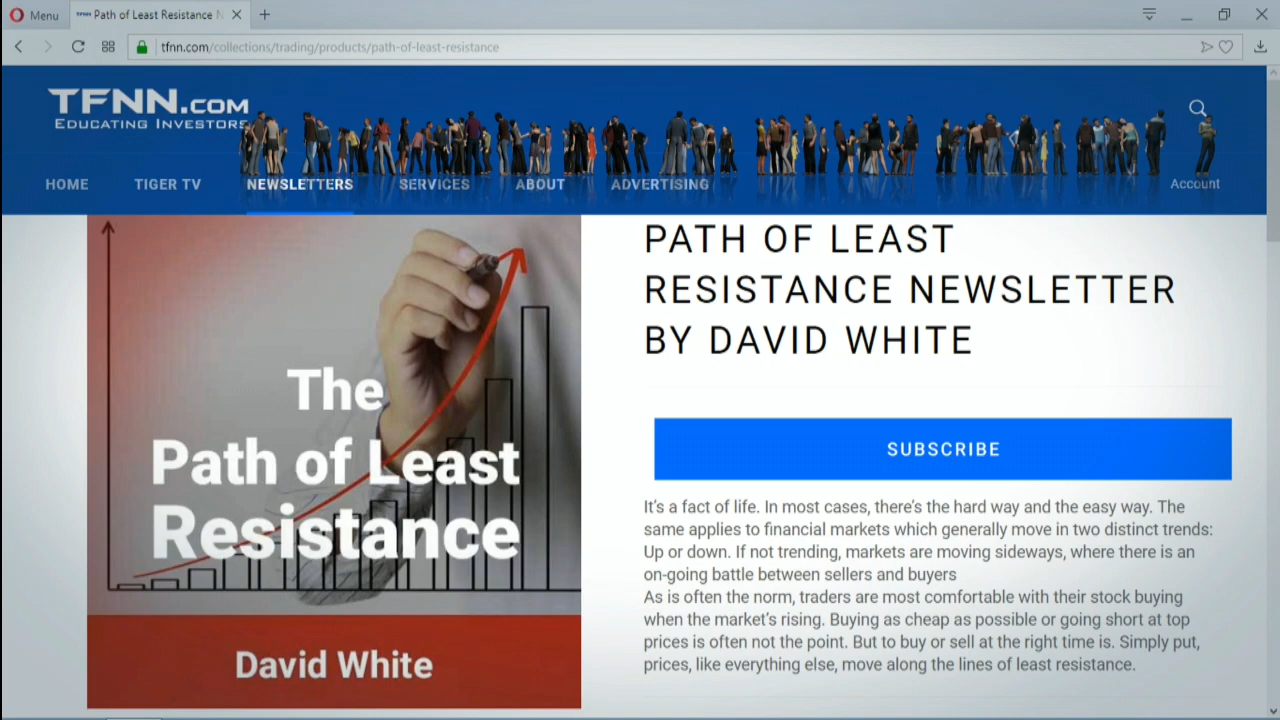 Menu
Path of Least Resistance N
tfnn.com/collections/trading/products/path-of-least-resistance
TFNN.COM
EDUCATING INVESTORS
HOME
TIGER TV
NEWSLETTERS
SERVICES
ABOUT
ADVERTISING
Account
The
Path of Least
Resistance
David White
PATH OF LEAST
RESISTANCE NEWSLETTER
BY DAVID WHITE
SUBSCRIBE
It's a fact of life. In most cases, there's the hard way and the easy way. The
same applies to financial markets which generally move in two distinct trends:
Up or down. If not trending, markets are moving sideways, where there is an
on-going battle between sellers and buyers
As is often the norm, traders are most comfortable with their stock buying
when the market's rising. Buying as cheap as possible or going short at top
prices is often not the point. But to buy or sell at the right time is. Simply put,
prices, like everything else, move along the lines of least resistance.